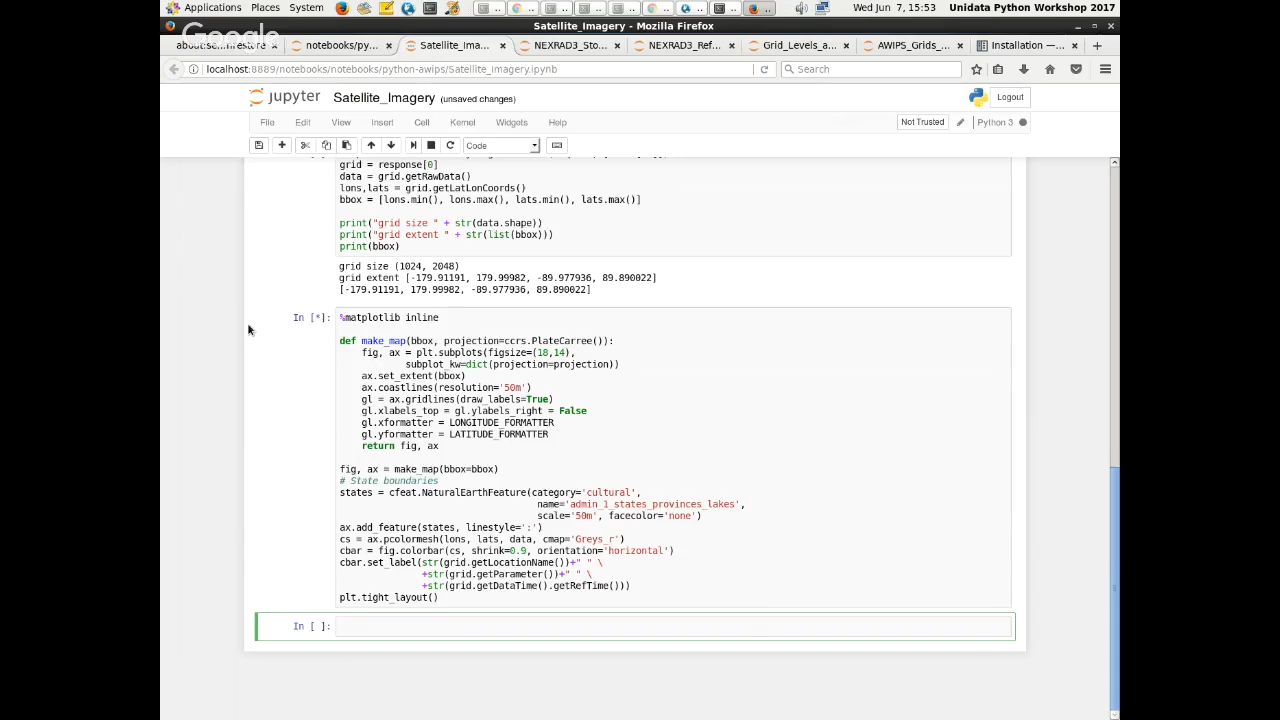 Applications Places System Wed Jun 7, 15:53 Unidata Python Workshop 2017
Satellite_Imagery - Mozilla Firefox
Google
about:sessionrestore notebooks/py... Satellite_Ima... NEXRAD3_Sto... NEXRAD3_Ref... Grid_Levels_a... AWIPS_Grids_... Installation —...
localhost:8889/notebooks/notebooks/python-awips/Satellite_Imagery.ipynb Search
jupyter Satellite_Imagery (unsaved changes) Logout
File Edit View Insert Cell Kernel Widgets Help Not Trusted Python 3
Code
grid = response[0]
data = grid.getRawData()
lons,lats = grid.getLatLonCoords()
bbox = [lons.min(), lons.max(), lats.min(), lats.max()]
print("grid size " + str(data.shape))
print("grid extent " + str(list(bbox)))
print(bbox)
grid size (1024, 2048)
grid extent [-179.91191, 179.99982, -89.977936, 89.890022]
[-179.91191, 179.99982, -89.977936, 89.890022]
In [*]: %matplotlib inline
def make_map(bbox, projection=ccrs.PlateCarree()):
fig, ax = plt.subplots(figsize=(18,14),
subplot_kw=dict(projection=projection))
ax.set_extent(bbox)
ax.coastlines(resolution='50m')
gl = ax.gridlines(draw_labels=True)
gl.xlabels_top = gl.ylabels_right = False
gl.xformatter = LONGITUDE_FORMATTER
gl.yformatter = LATITUDE_FORMATTER
return fig, ax
fig, ax = make_map(bbox=bbox)
# State boundaries
states = cfeat.NaturalEarthFeature(category='cultural',
name='admin_1_states_provinces_lakes',
scale='50m', facecolor='none')
ax.add_feature(states, linestyle=':')
cs = ax.pcolormesh(lons, lats, data, cmap='Greys_r')
cbar = fig.colorbar(cs, shrink=0.9, orientation='horizontal')
cbar.set_label(str(grid.getLocationName())+" " \
+str(grid.getParameter())+" " \
+str(grid.getDataTime().getRefTime()))
plt.tight_layout()
In [ ]: